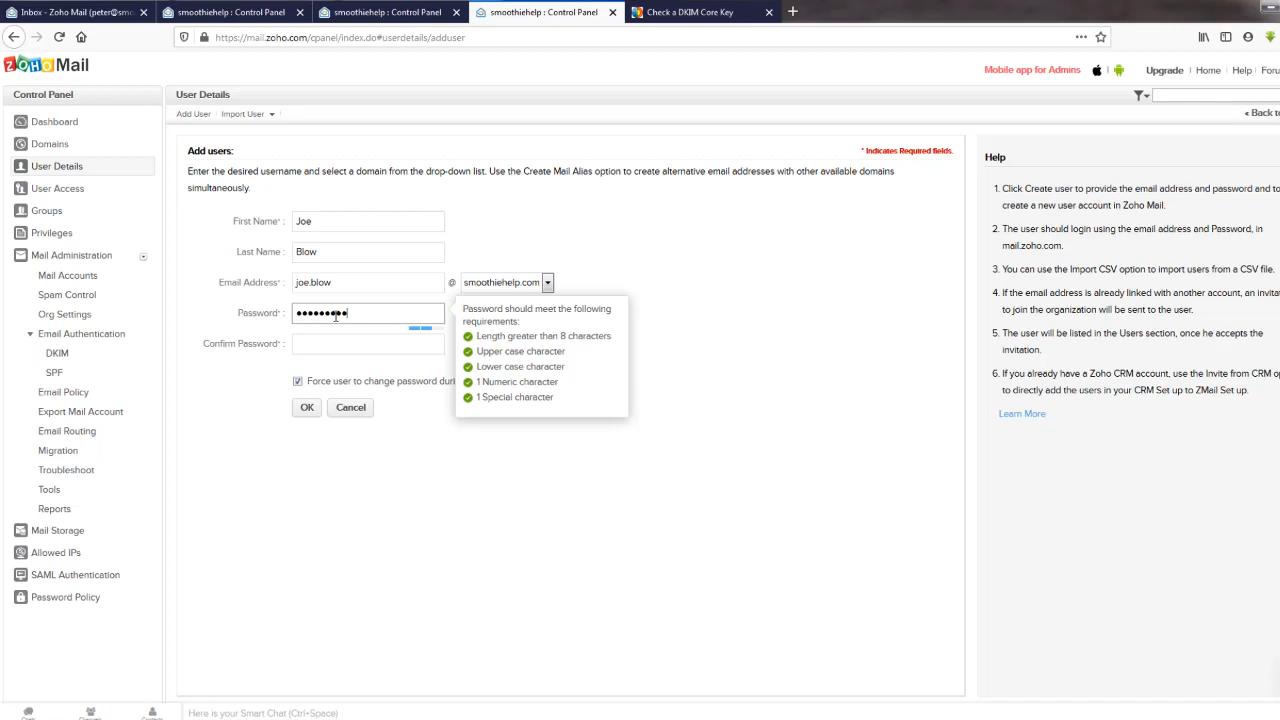 Inbox - Zoho Mail (peter@smo
smoothiehelp : Control Panel
smoothiehelp : Control Panel
smoothiehelp : Control Panel
Check a DKIM Core Key
https://mail.zoho.com/cpanel/index.do#userdetails/adduser
ZOHO Mail
Mobile app for Admins
Upgrade | Home | Help | Foru
Control Panel
User Details
Add User | Import User
< Back to
Dashboard
Domains
User Details
User Access
Groups
Privileges
Mail Administration
Mail Accounts
Spam Control
Org Settings
Email Authentication
DKIM
SPF
Email Policy
Export Mail Account
Email Routing
Migration
Troubleshoot
Tools
Reports
Mail Storage
Allowed IPs
SAML Authentication
Password Policy
Add users:
* Indicates Required fields.
Enter the desired username and select a domain from the drop-down list. Use the Create Mail Alias option to create alternative email addresses with other available domains
simultaneously.
First Name* : Joe
Last Name : Blow
Email Address* : joe.blow @ smoothiehelp.com
Password* : ••••••••••
Confirm Password* :
Force user to change password duri
OK Cancel
Password should meet the following
requirements:
Length greater than 8 characters
Upper case character
Lower case character
1 Numeric character
1 Special character
Help
1. Click Create user to provide the email address and password and to
create a new user account in Zoho Mail.
2. The user should login using the email address and Password, in
mail.zoho.com.
3. You can use the Import CSV option to import users from a CSV file.
4. If the email address is already linked with another account, an invita
to join the organization will be sent to the user.
5. The user will be listed in the Users section, once he accepts the
invitation.
6. If you already have a Zoho CRM account, use the Invite from CRM op
to directly add the users in your CRM Set up to ZMail Set up.
Learn More
Here is your Smart Chat (Ctrl+Space)